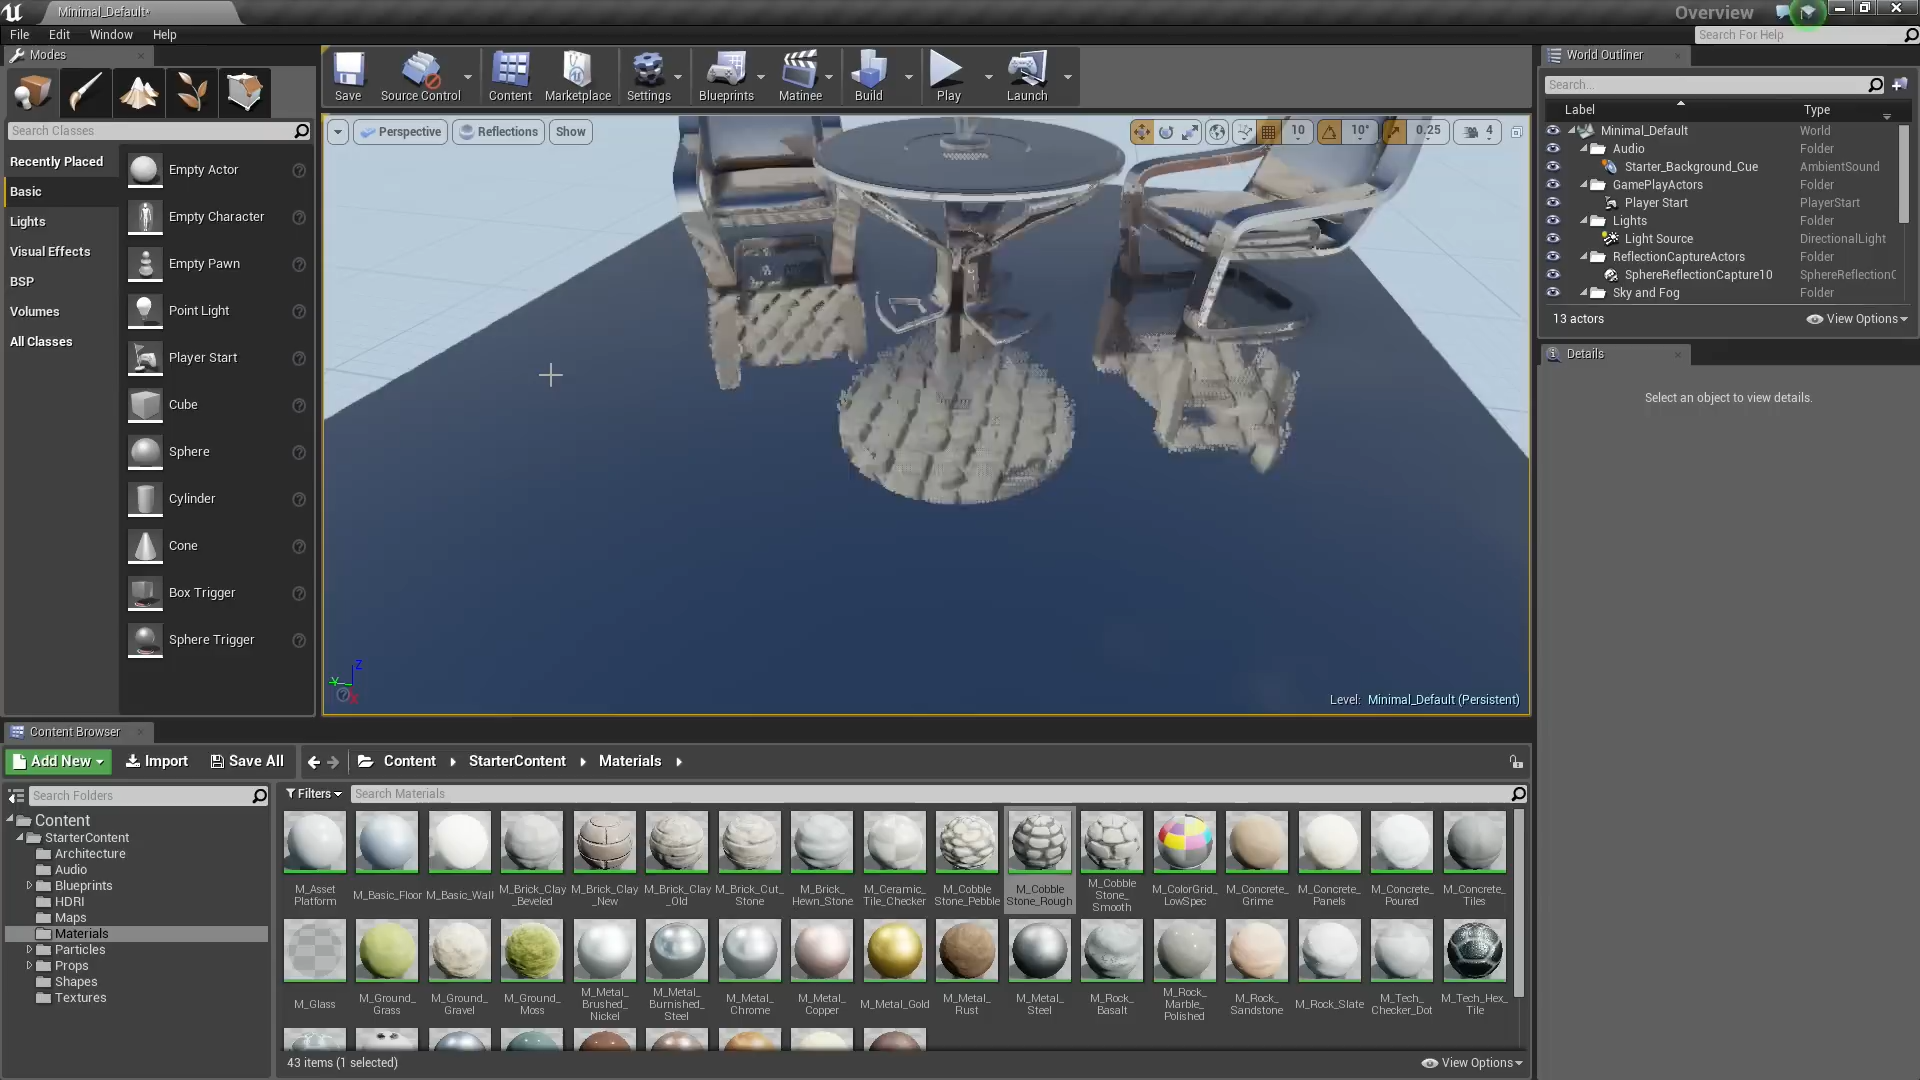 Minimal_Default*
Overview
File Edit Window Help
Search For Help
Modes
Search Classes
Recently Placed
Basic
Lights
Visual Effects
BSP
Volumes
All Classes
Empty Actor
Empty Character
Empty Pawn
Point Light
Player Start
Cube
Sphere
Cylinder
Cone
Box Trigger
Sphere Trigger
Save Source Control Content Marketplace Settings Blueprints Matinee Build Play Launch
Perspective Reflections Show
10 10° 0.25 4
Z
Y
X
Level: Minimal_Default (Persistent)
World Outliner
Search...
Label Type
Minimal_Default World
Audio Folder
Starter_Background_Cue AmbientSound
GamePlayActors Folder
Player Start PlayerStart
Lights Folder
Light Source DirectionalLight
ReflectionCaptureActors Folder
SphereReflectionCapture10 SphereReflectionC
Sky and Fog Folder
13 actors View Options
Details
Select an object to view details.
Content Browser
Add New Import Save All Content StarterContent Materials
Search Folders
Filters Search Materials
Content
StarterContent
Architecture
Audio
Blueprints
HDRI
Maps
Materials
Particles
Props
Shapes
Textures
M_Asset
Platform
M_Basic_Floor
M_Basic_Wall
M_Brick_Clay
_Beveled
M_Brick_Clay
_New
M_Brick_Clay
_Old
M_Brick_Cut_
Stone
M_Brick_
Hewn_Stone
M_Ceramic_
Tile_Checker
M_Cobble
Stone_Pebble
M_Cobble
Stone_Rough
M_Cobble
Stone_
Smooth
M_ColorGrid_
LowSpec
M_Concrete_
Grime
M_Concrete_
Panels
M_Concrete_
Poured
M_Concrete_
Tiles
M_Glass
M_Ground_
Grass
M_Ground_
Gravel
M_Ground_
Moss
M_Metal_
Brushed_
Nickel
M_Metal_
Burnished_
Steel
M_Metal_
Chrome
M_Metal_
Copper
M_Metal_Gold
M_Metal_
Rust
M_Metal_
Steel
M_Rock_
Basalt
M_Rock_
Marble_
Polished
M_Rock_
Sandstone
M_Rock_Slate
M_Tech_
Checker_Dot
M_Tech_Hex_
Tile
43 items (1 selected)
View Options